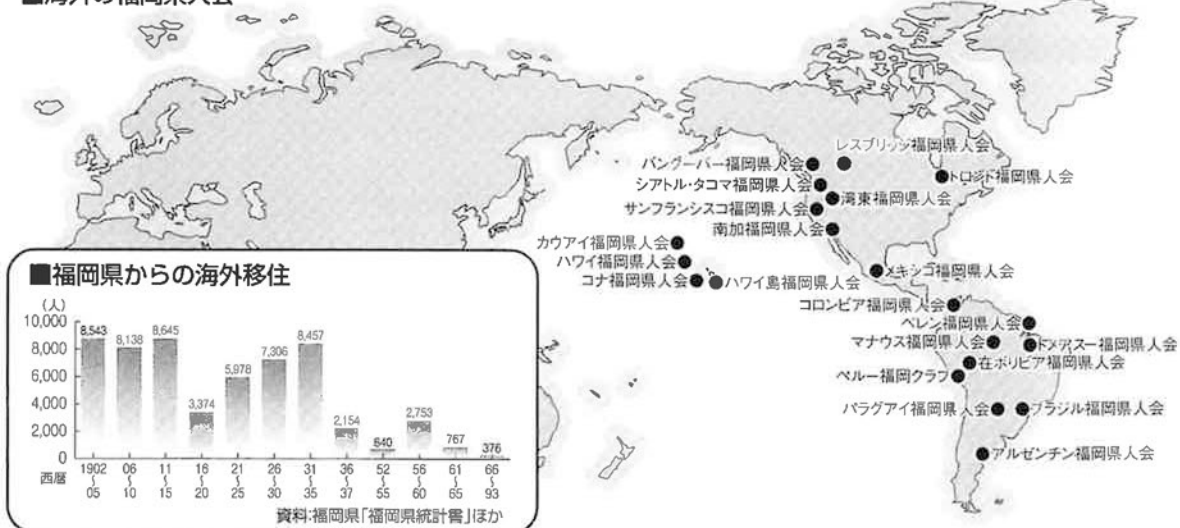 ■海外の福岡県人会
レスブリッジ福岡県人会
バンクーバー福岡県人会
トロント福岡県人会
シアトル・タコマ福岡県人会
湾東福岡県人会
サンフランシスコ福岡県人会
南加福岡県人会
カウアイ福岡県人会
ハワイ福岡県人会
コナ福岡県人会
ハワイ島福岡県人会
メキシコ福岡県人会
コロンビア福岡県人会
ベレン福岡県人会
マナウス福岡県人会
トメアスー福岡県人会
在ボリビア福岡県人会
ペルー福岡クラブ
パラグアイ福岡県人会
ブラジル福岡県人会
アルゼンチン福岡県人会
■福岡県からの海外移住
(人)
10,000
8,000
6,000
4,000
2,000
0
8,543
8,138
8,645
3,374
5,978
7,306
8,457
2,154
640
2,753
767
376
西暦
1902〜05
06〜10
11〜15
16〜20
21〜25
26〜30
31〜35
36〜37
52〜55
56〜60
61〜65
66〜93
資料:福岡県「福岡県統計書」ほか